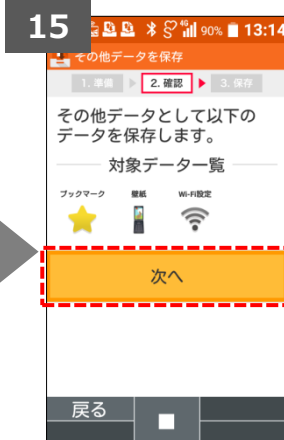 15
90% 13:14
その他データを保存
1. 準備 2. 確認 3. 保存
その他データとして以下の
データを保存します。
対象データ一覧
ブックマーク 壁紙 Wi-Fi設定
次へ
戻る